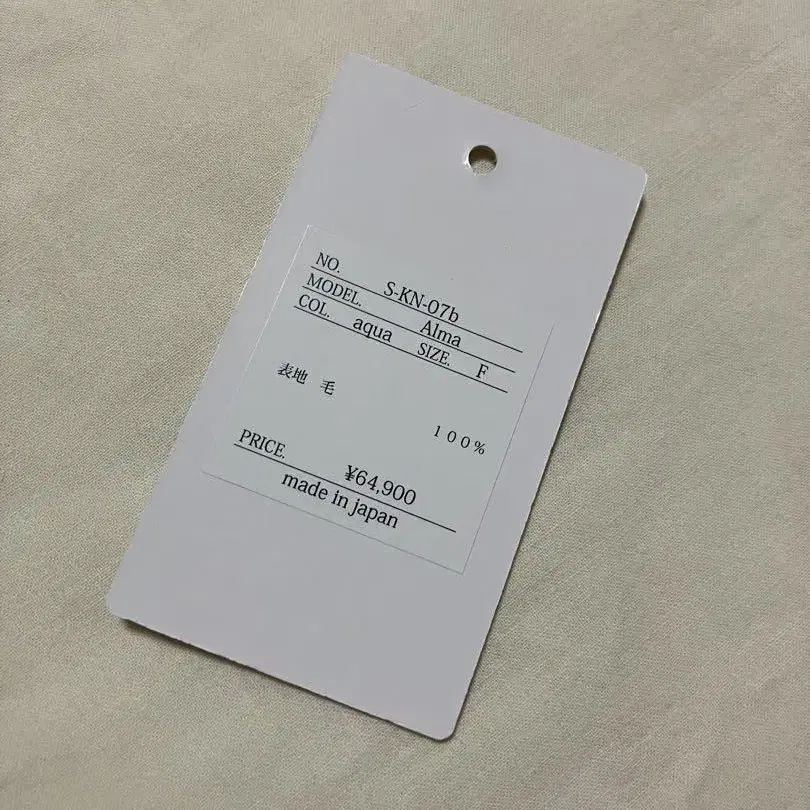 NO. S-KN-07b
MODEL. Alma
COL. aqua SIZE. F
表地 毛
１００％
PRICE. ¥64,900
made in japan